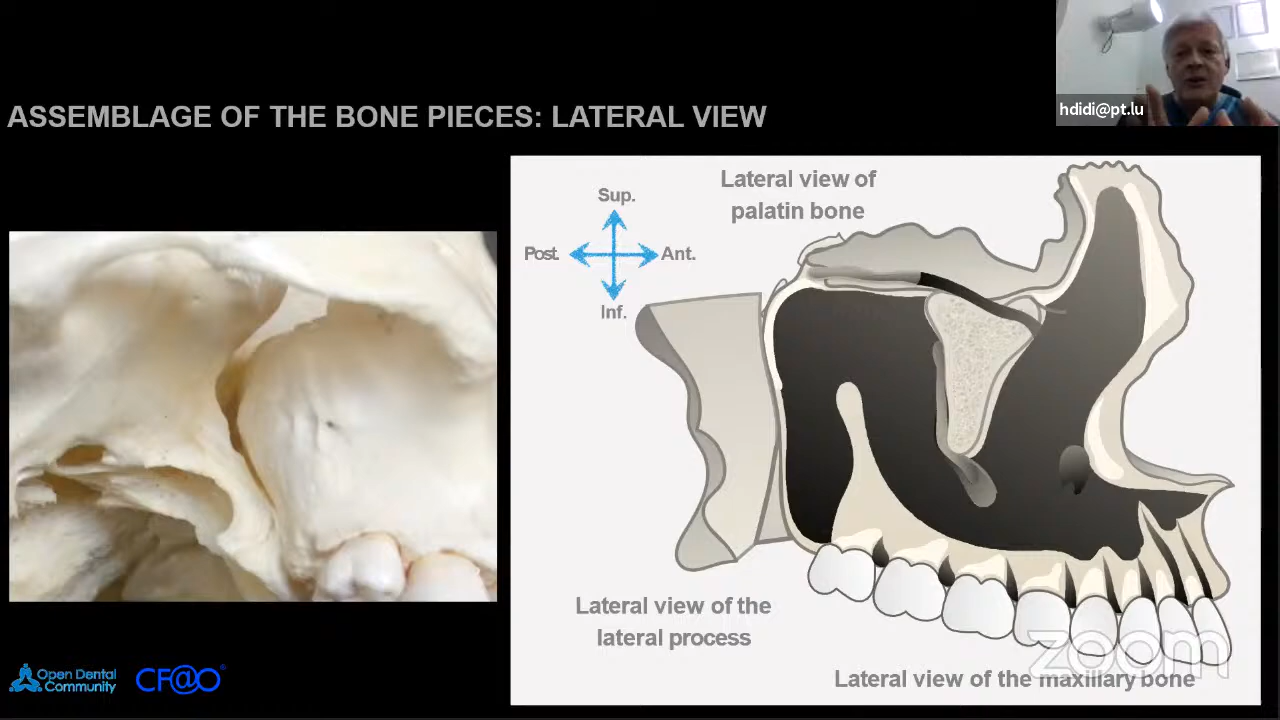 hdidi@pt.lu
ASSEMBLAGE OF THE BONE PIECES: LATERAL VIEW
Lateral view of
palatin bone
Sup.
Post.
Ant.
Inf.
Lateral view of the
lateral process
Lateral view of the maxillary bone
zoom
Open Dental
Community
CF@O